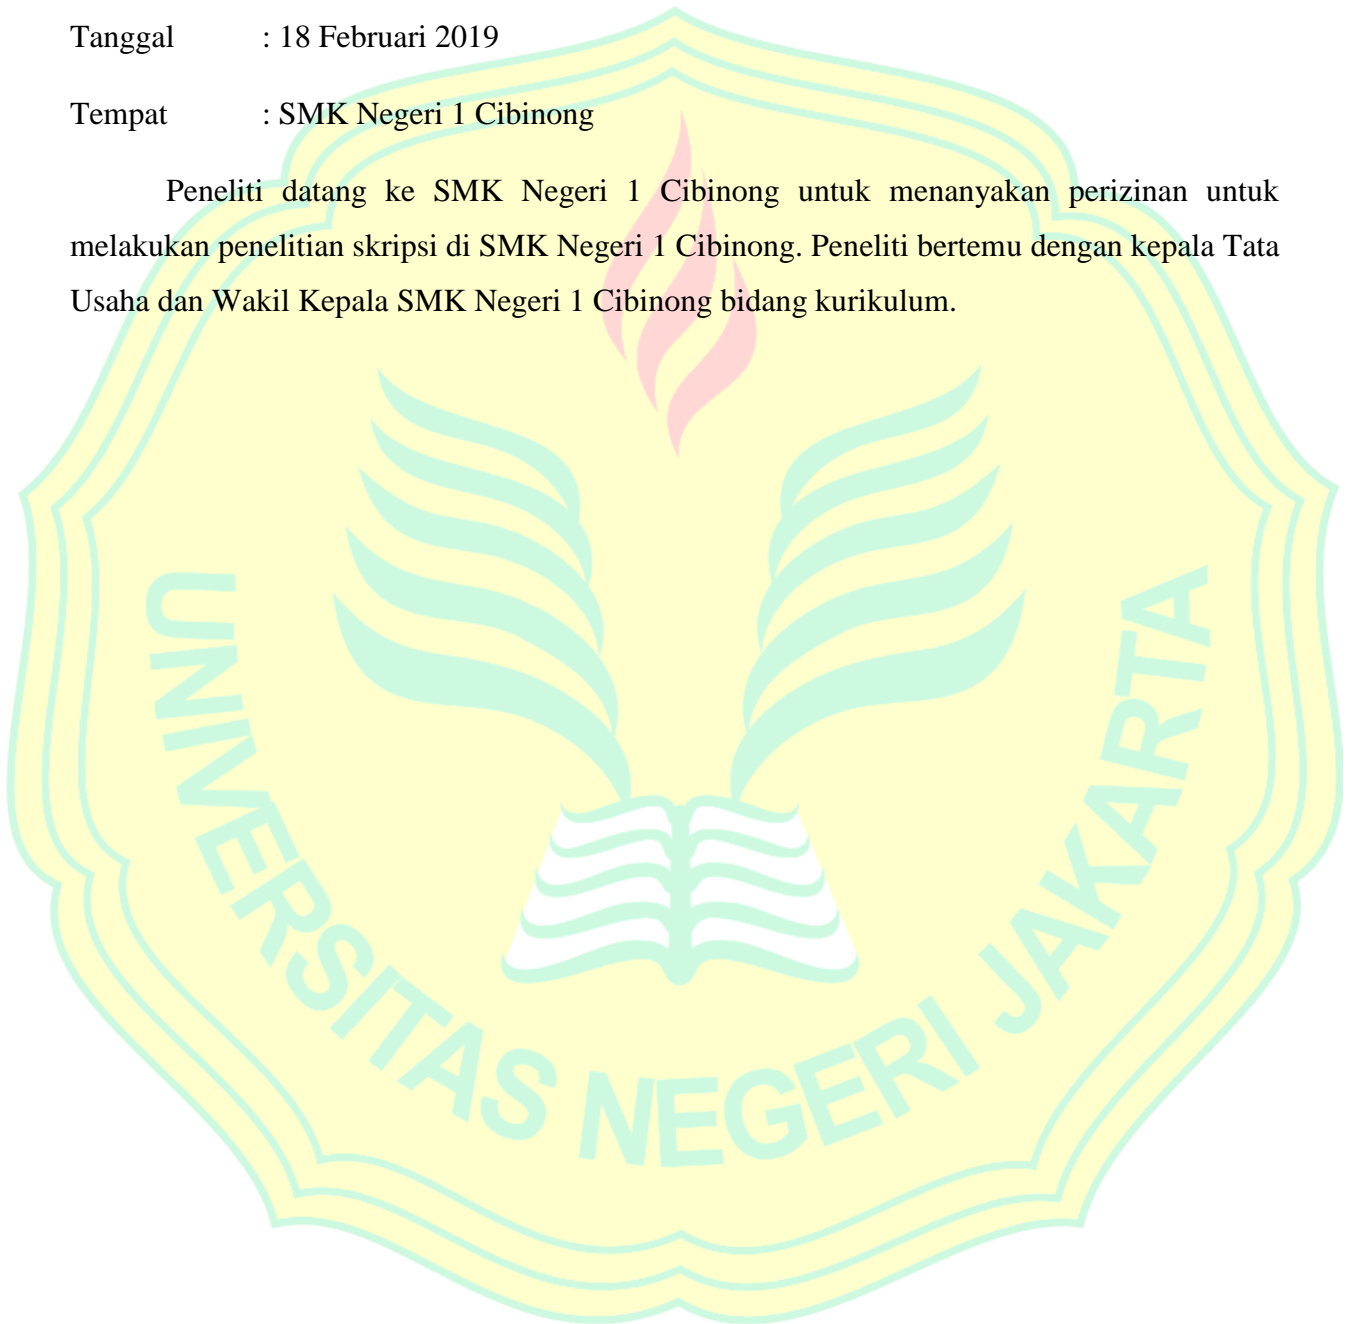 Tanggal : 18 Februari 2019
Tempat : SMK Negeri 1 Cibinong
Peneliti datang ke SMK Negeri 1 Cibinong untuk menanyakan perizinan untuk
melakukan penelitian skripsi di SMK Negeri 1 Cibinong. Peneliti bertemu dengan kepala Tata
Usaha dan Wakil Kepala SMK Negeri 1 Cibinong bidang kurikulum.
UNIVERSITAS NEGERI JAKARTA